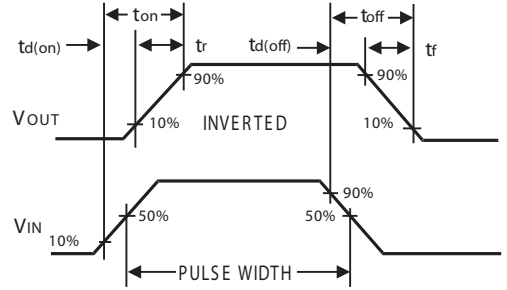 ton
toff
td(on)
tr
td(off)
tf
90%
90%
VOUT
10%
INVERTED
10%
90%
50%
50%
VIN
10%
PULSE WIDTH